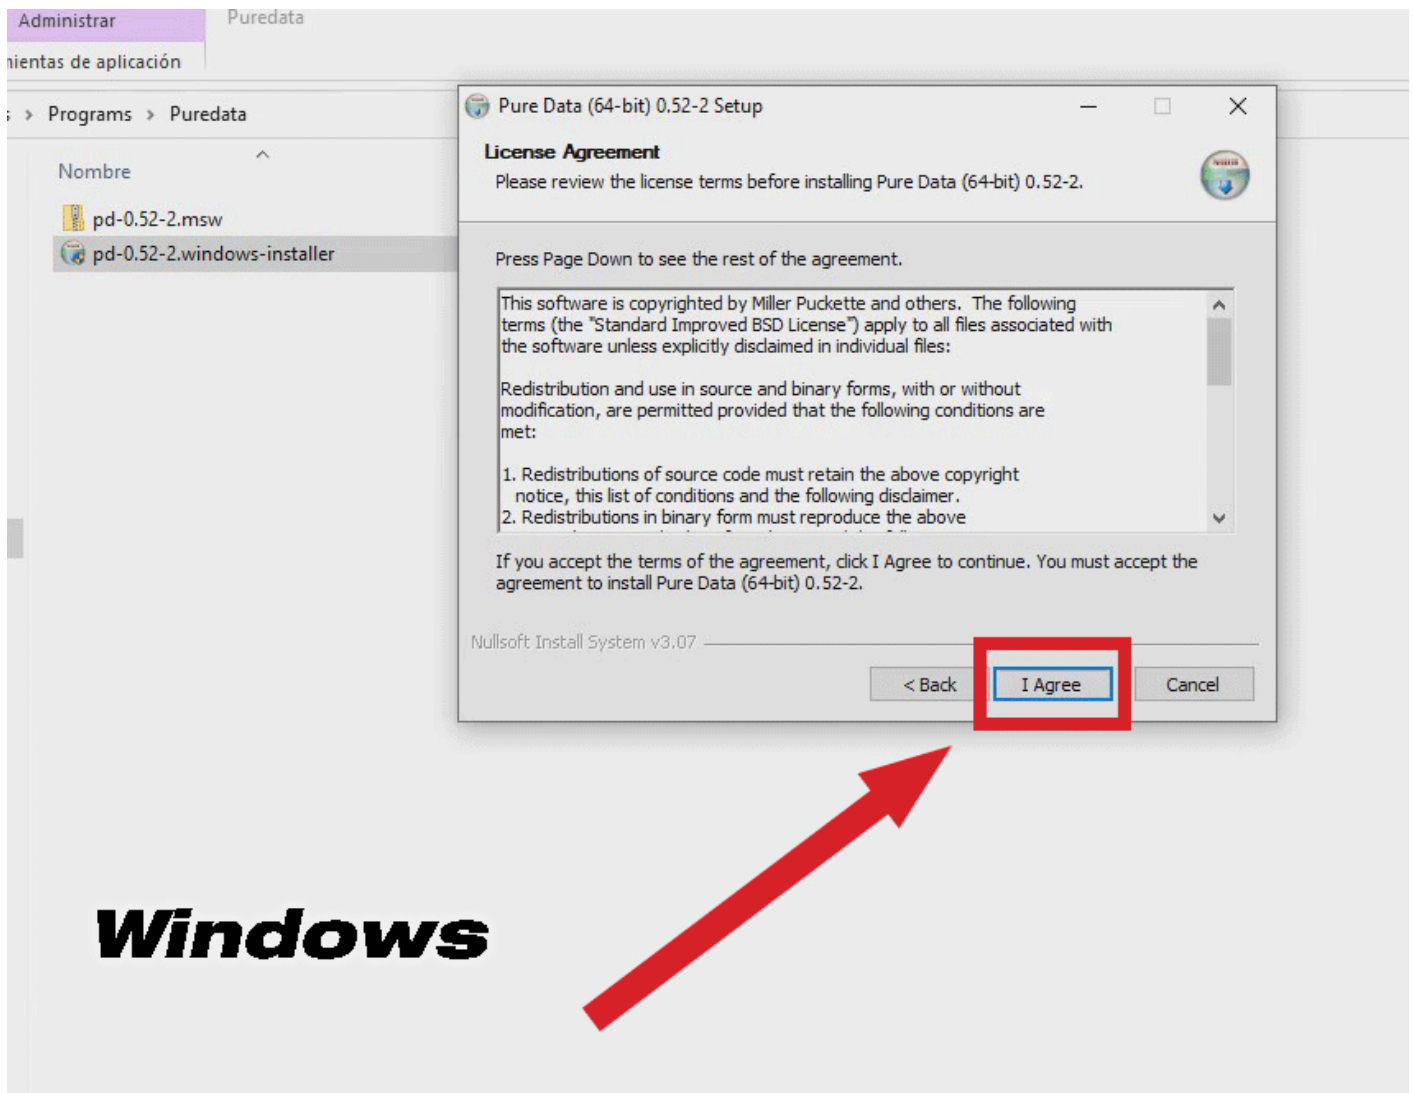 Administrar
Puredata
mientas de aplicación
Programs > Puredata
Nombre
pd-0.52-2.msw
pd-0.52-2.windows-installer
Pure Data (64-bit) 0.52-2 Setup
License Agreement
Please review the license terms before installing Pure Data (64-bit) 0.52-2.
Press Page Down to see the rest of the agreement.
This software is copyrighted by Miller Puckette and others.  The following
terms (the "Standard Improved BSD License") apply to all files associated with
the software unless explicitly disclaimed in individual files:
Redistribution and use in source and binary forms, with or without
modification, are permitted provided that the following conditions are
met:
1. Redistributions of source code must retain the above copyright
notice, this list of conditions and the following disclaimer.
2. Redistributions in binary form must reproduce the above
If you accept the terms of the agreement, click I Agree to continue. You must accept the
agreement to install Pure Data (64-bit) 0.52-2.
Nullsoft Install System v3.07
< Back
I Agree
Cancel
Windows